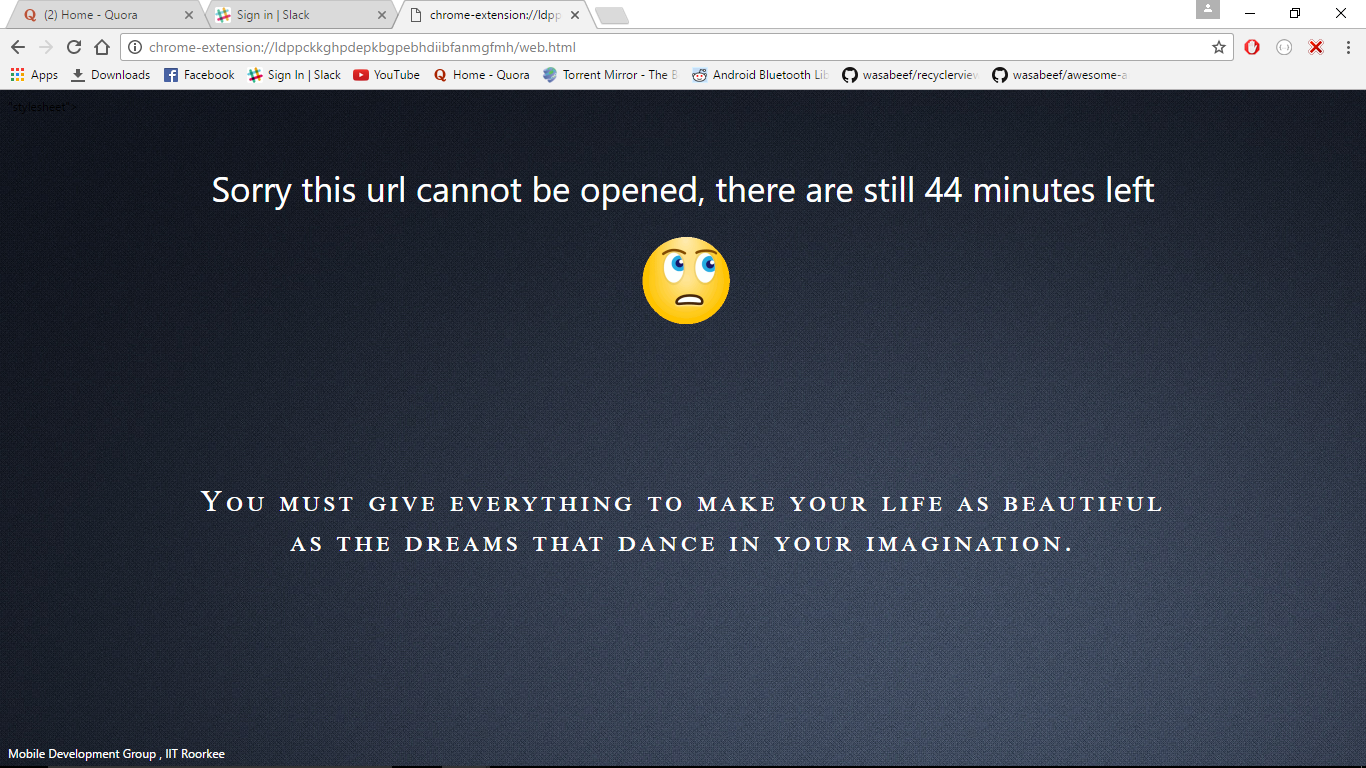 (2) Home - Quora
Sign in | Slack
chrome-extension://ldpp
chrome-extension://ldppckkghpdepkbgpebhdiibfanmgfmh/web.html
Apps Downloads Facebook Sign In | Slack YouTube Home - Quora Torrent Mirror - The B Android Bluetooth Lib wasabeef/recyclerview wasabeef/awesome-a
"stylesheet">
Sorry this url cannot be opened, there are still 44 minutes left
You must give everything to make your life as beautiful
as the dreams that dance in your imagination.
Mobile Development Group , IIT Roorkee